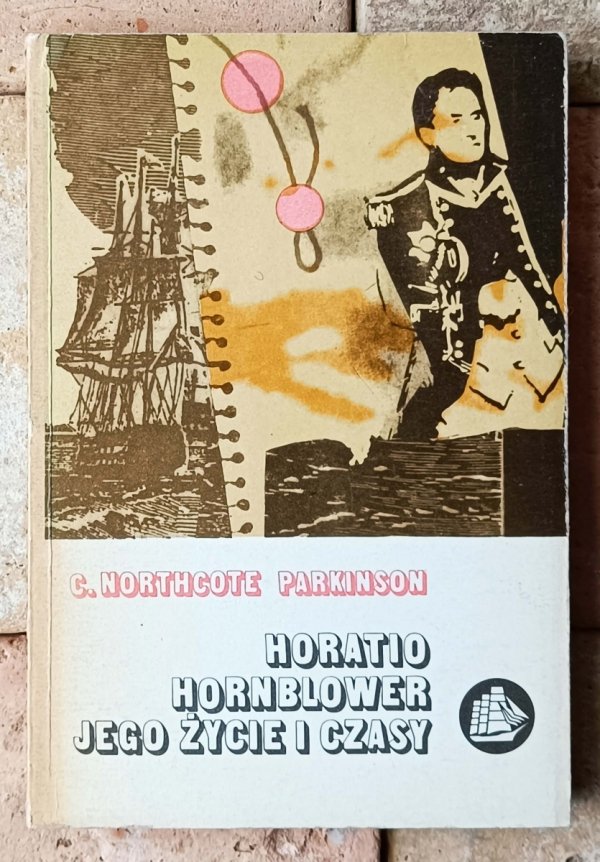 C. NORTHCOTE PARKINSON
HORATIO
HORNBLOWER
JEGO ŻYCIE I CZASY